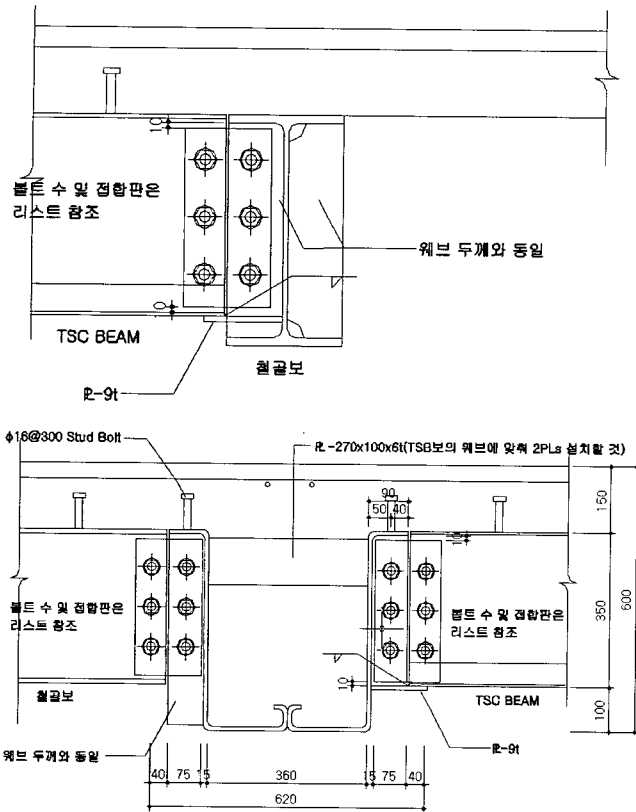 10
볼트 수 및 접합판은
리스트 참조
웨브 두께와 동일
10
TSC BEAM
철골보
PL-9t
ϕ16@300 Stud Bolt
PL-270x100x6t(TSB보의 웨브에 맞춰 2PLs 설치할 것)
90
50 40
150
10
볼트 수 및 접합판은
리스트 참조
볼트 수 및 접합판은
리스트 참조
350
600
10
철골보
TSC BEAM
100
웨브 두께와 동일
PL-9t
40 75 15 360 15 75 40
620